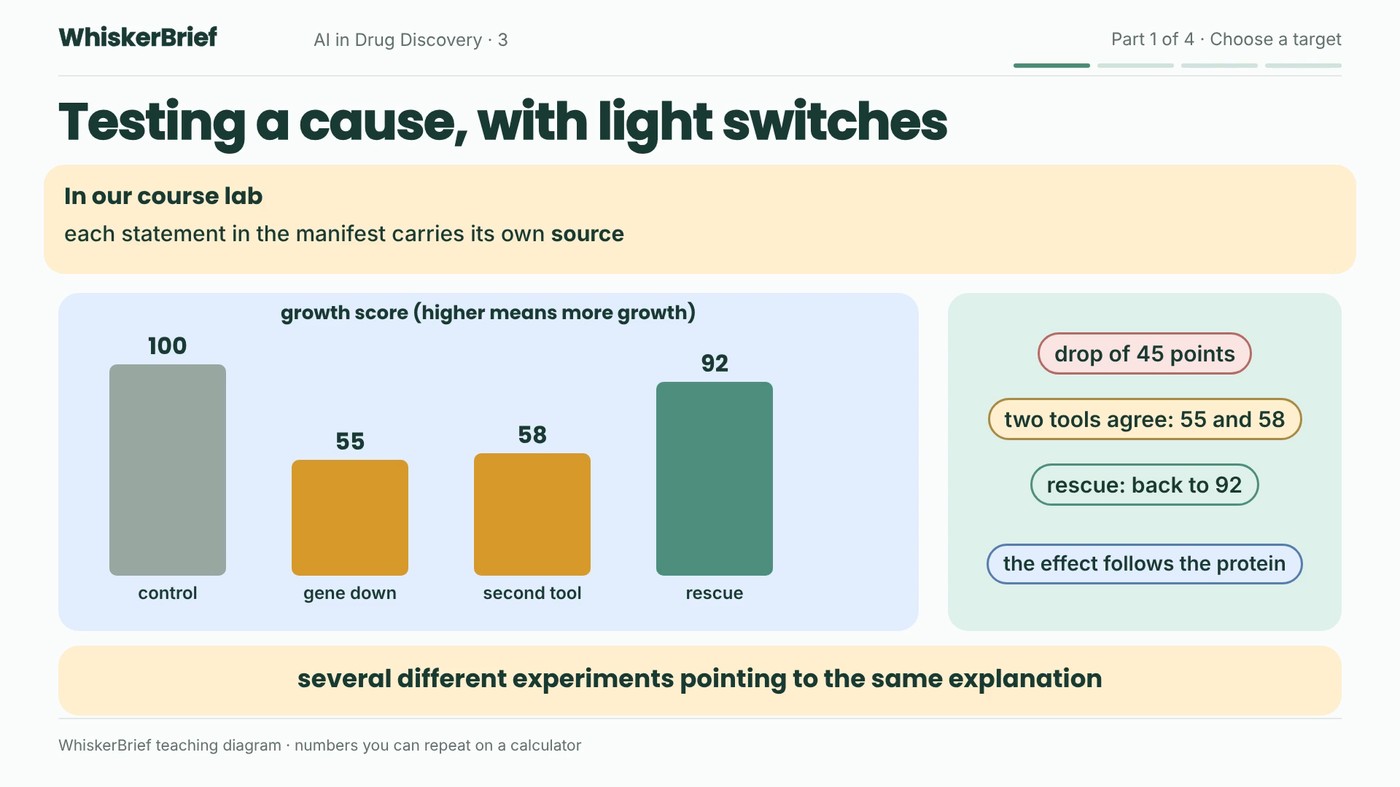 WhiskerBrief
AI in Drug Discovery · 3
Part 1 of 4 · Choose a target
Testing a cause, with light switches
In our course lab
each statement in the manifest carries its own source
growth score (higher means more growth)
100
55
58
92
control
gene down
second tool
rescue
drop of 45 points
two tools agree: 55 and 58
rescue: back to 92
the effect follows the protein
several different experiments pointing to the same explanation
WhiskerBrief teaching diagram · numbers you can repeat on a calculator